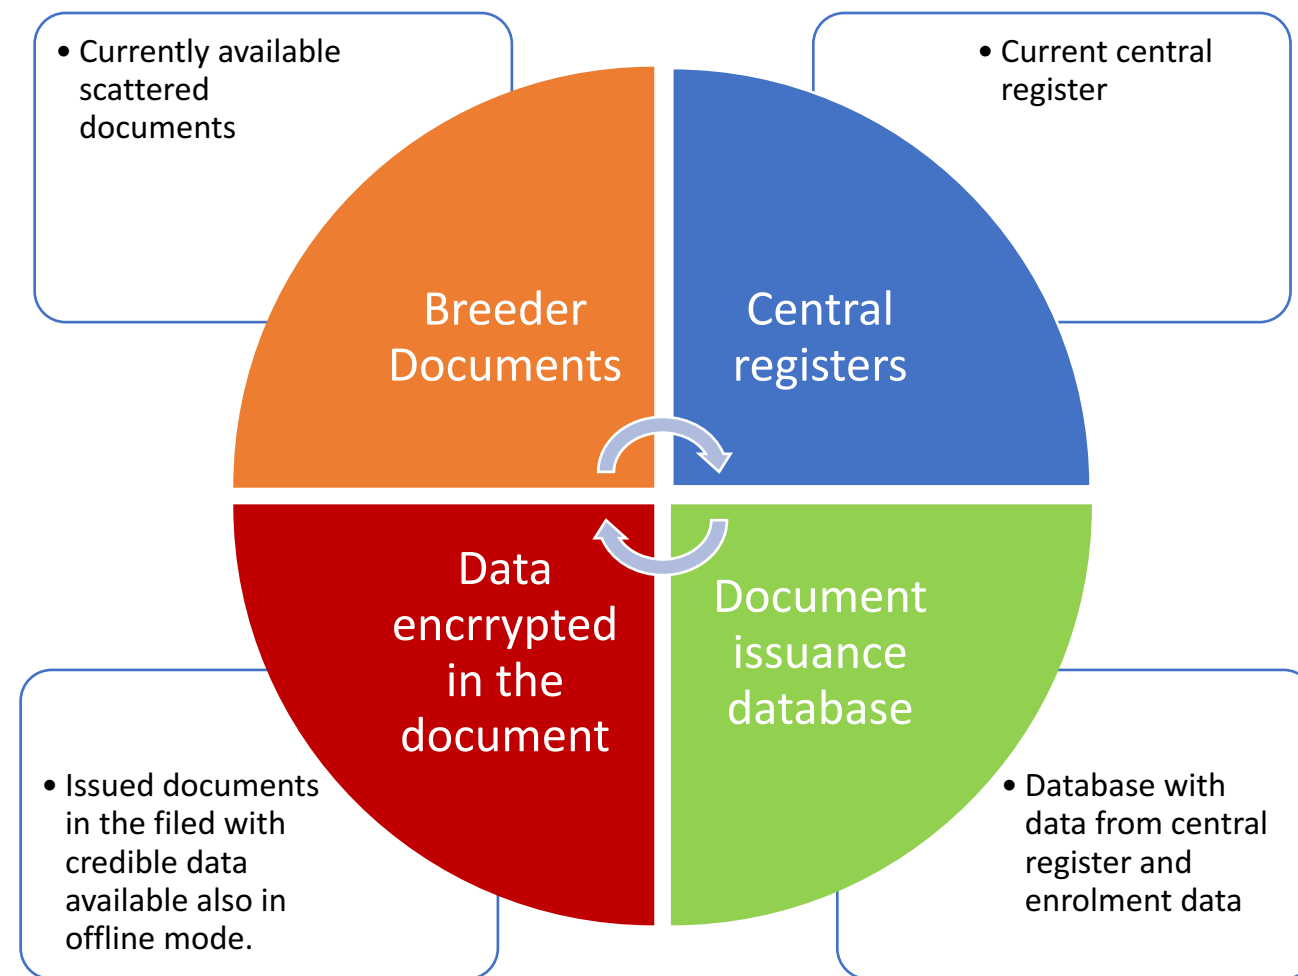 • Currently available
scattered
documents
• Current central
register
Breeder
Documents
Central
registers
Data
encrrypted
in the
document
Document
issuance
database
• Issued documents
in the filed with
credible data
available also in
offline mode.
• Database with
data from central
register and
enrolment data